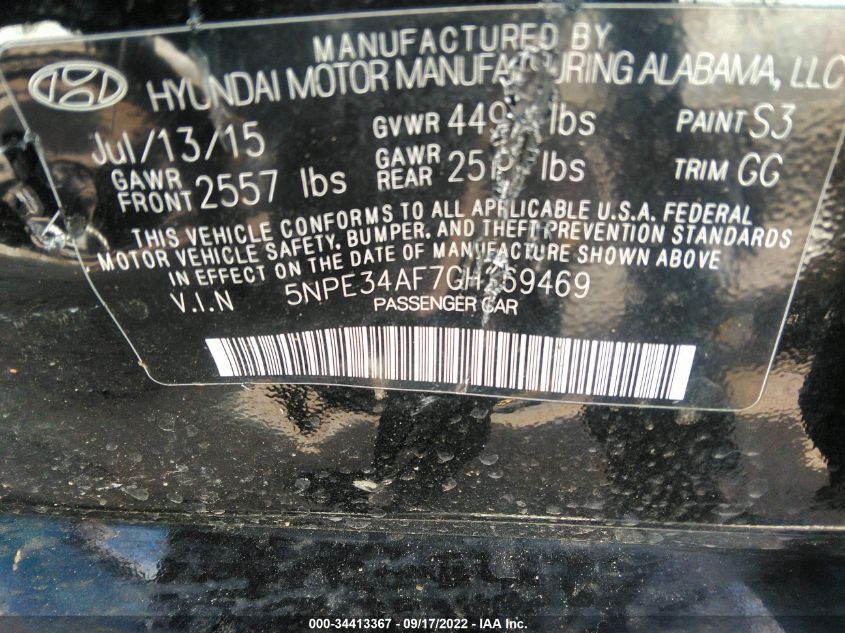 MANUFACTURED BY
HYUNDAI MOTOR MANUFACTURING ALABAMA, LLC
Jul/13/15 GVWR lbs PAINT S3
GAWR FRONT 2557 lbs GAWR REAR lbs TRIM GG
THIS VEHICLE CONFORMS TO ALL APPLICABLE U.S.A. FEDERAL
MOTOR VEHICLE SAFETY, BUMPER, AND THEFT PREVENTION STANDARDS
IN EFFECT ON THE DATE OF MANUFACTURE SHOWN ABOVE
V.I.N
PASSENGER CAR
000-34413367 - 09/17/2022 - IAA Inc.